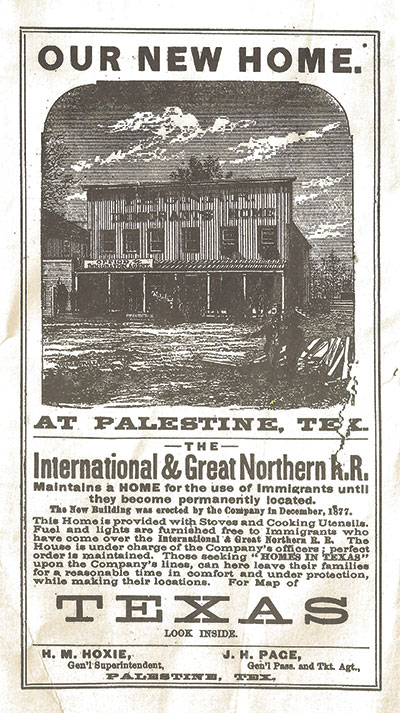 OUR NEW HOME.
IMMIGRANT'S HOME
OFFICE &
AT PALESTINE, TEX.
—THE—
International & Great Northern R.R.
Maintains a HOME for the use of Immigrants until
they become permanently located.
The New Building was erected by the Company in December, 1877.
This Home is provided with Stoves and Cooking Utensils.
Fuel and lights are furnished free to Immigrants who
have come over the International & Great Northern R. R. The
House is under charge of the Company's officers; perfect
order is maintained. Those seeking "HOMES IN TEXAS"
upon the Company's lines, can here leave their families
for a reasonable time in comfort and under protection,
while making their locations. For Map of
TEXAS
LOOK INSIDE.
H. M. HOXIE,
Gen'l Superintendent,
J. H. PAGE,
Gen'l Pass. and Tkt. Agt.,
PALESTINE, TEX.